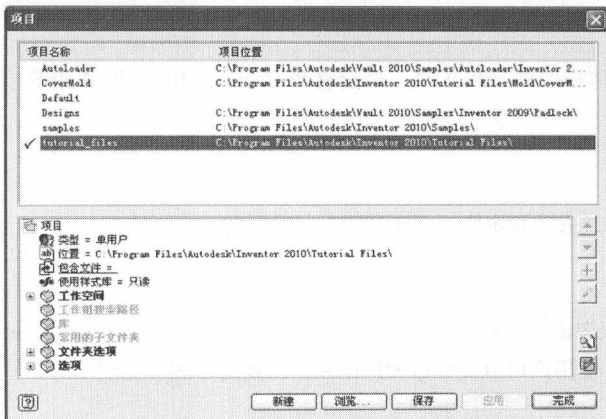 项目
项目名称 项目位置
Autoloader C:\Program Files\Autodesk\Vault 2010\Samples\Autoloader\Inventor 2...
CoverMold C:\Program Files\Autodesk\Inventor 2010\Tutorial Files\Mold\CoverM...
Default
Designs C:\Program Files\Autodesk\Vault 2010\Samples\Inventor 2009\Padlock\
samples C:\Program Files\Autodesk\Inventor 2010\Samples\
tutorial_files C:\Program Files\Autodesk\Inventor 2010\Tutorial Files\
项目
类型 = 单用户
位置 = C:\Program Files\Autodesk\Inventor 2010\Tutorial Files\
包含文件 =
使用样式库 = 只读
工作空间
工作组搜索路径
库
常用的子文件夹
文件夹选项
选项
新建 浏览... 保存 应用 完成